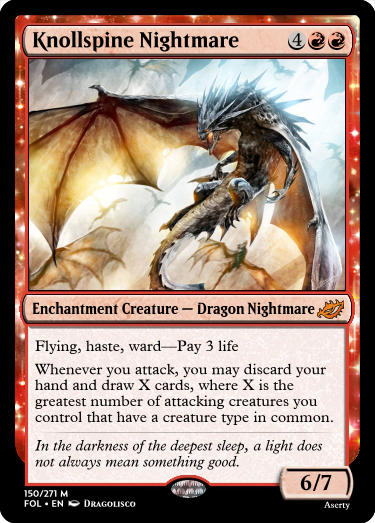 Knollspine Nightmare 4
Enchantment Creature — Dragon Nightmare
Flying, haste, ward—Pay 3 life
Whenever you attack, you may discard your
hand and draw X cards, where X is the
greatest number of attacking creatures you
control that have a creature type in common.
In the darkness of the deepest sleep, a light does
not always mean something good.
6/7
150/271 M
FOL • EN Dragolisco
Aserty